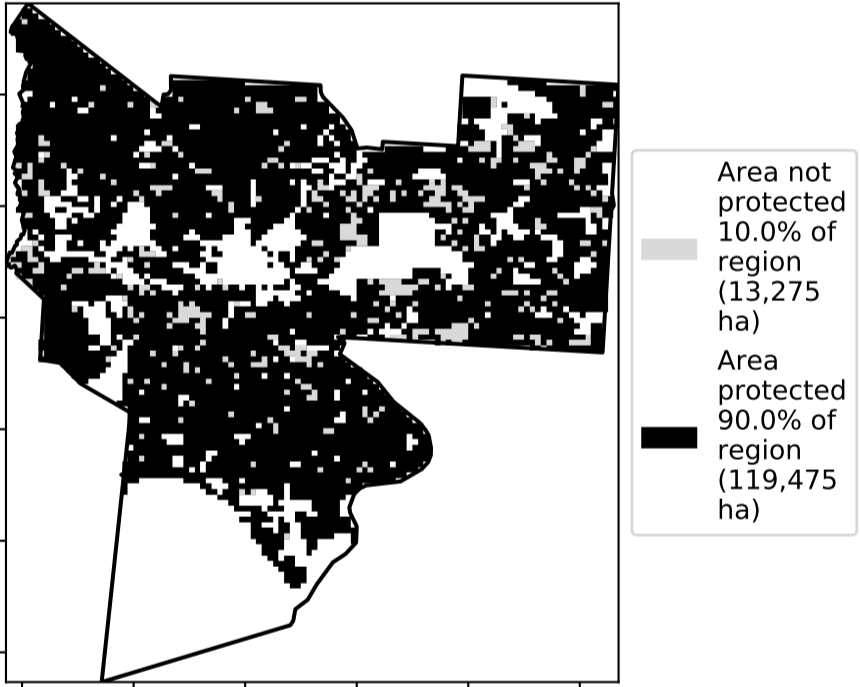 Area not
protected
10.0% of
region
(13,275
ha)
Area
protected
90.0% of
region
(119,475
ha)